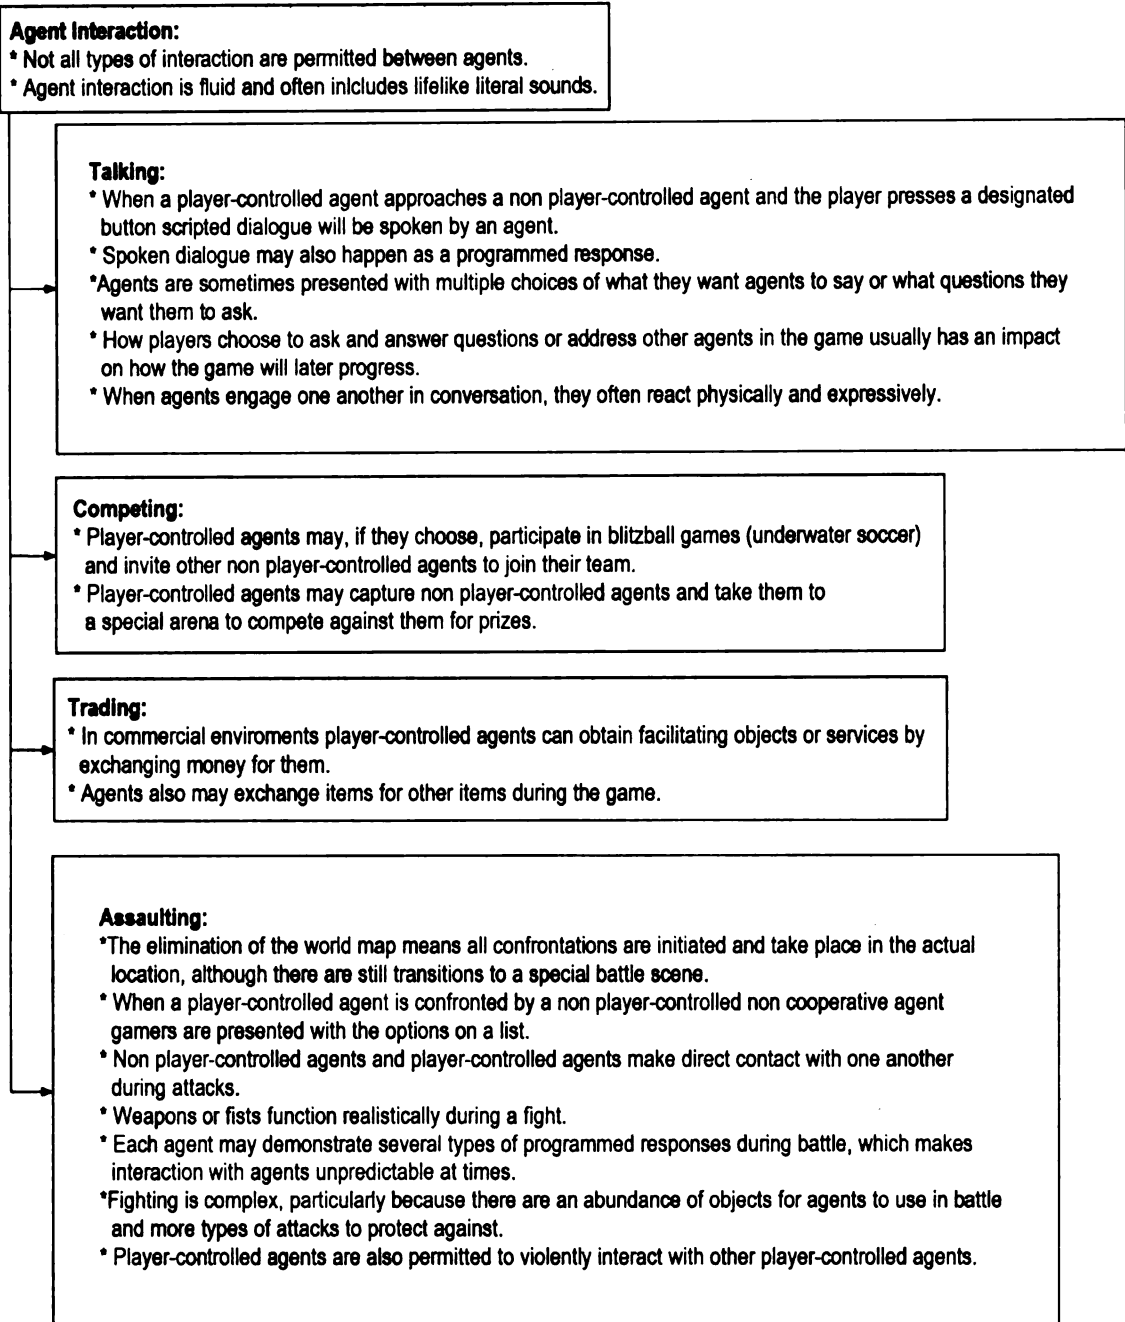 Agent Interaction:
* Not all types of interaction are permitted between agents.
* Agent interaction is fluid and often inlcludes lifelike literal sounds.
Talking:
* When a player-controlled agent approaches a non player-controlled agent and the player presses a designated
button scripted dialogue will be spoken by an agent.
* Spoken dialogue may also happen as a programmed response.
*Agents are sometimes presented with multiple choices of what they want agents to say or what questions they
want them to ask.
* How players choose to ask and answer questions or address other agents in the game usually has an impact
on how the game will later progress.
* When agents engage one another in conversation, they often react physically and expressively.
Competing:
* Player-controlled agents may, if they choose, participate in blitzball games (underwater soccer)
and invite other non player-controlled agents to join their team.
* Player-controlled agents may capture non player-controlled agents and take them to
a special arena to compete against them for prizes.
Trading:
* In commercial enviroments player-controlled agents can obtain facilitating objects or services by
exchanging money for them.
* Agents also may exchange items for other items during the game.
Assaulting:
*The elimination of the world map means all confrontations are initiated and take place in the actual
location, although there are still transitions to a special battle scene.
* When a player-controlled agent is confronted by a non player-controlled non cooperative agent
gamers are presented with the options on a list.
* Non player-controlled agents and player-controlled agents make direct contact with one another
during attacks.
* Weapons or fists function realistically during a fight.
* Each agent may demonstrate several types of programmed responses during battle, which makes
interaction with agents unpredictable at times.
*Fighting is complex, particularly because there are an abundance of objects for agents to use in battle
and more types of attacks to protect against.
* Player-controlled agents are also permitted to violently interact with other player-controlled agents.